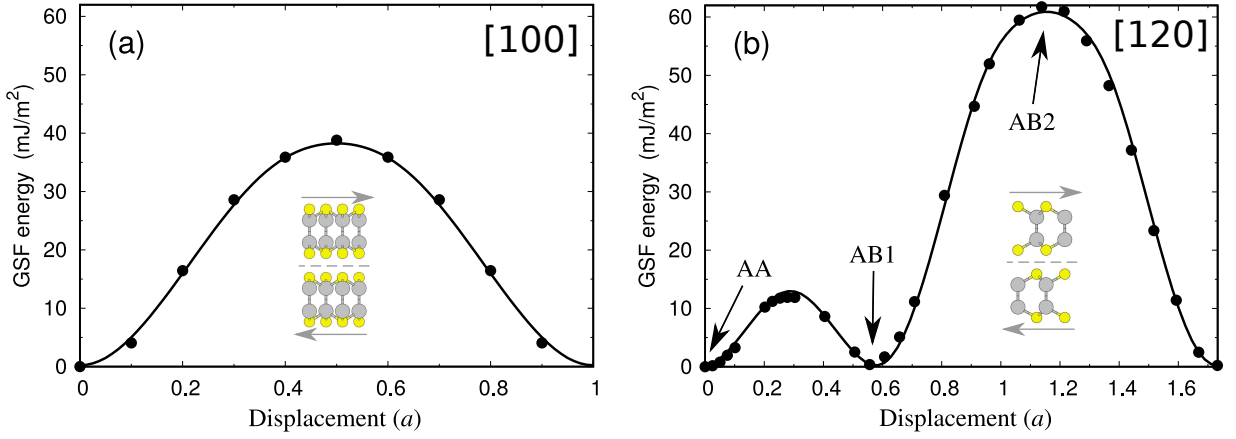 (a)
[100]
GSF energy (mJ/m²)
60
50
40
30
20
10
0
0 0.2 0.4 0.6 0.8 1
Displacement (a)
(b)
[120]
GSF energy (mJ/m²)
60
50
40
30
20
10
0
AB2
AA
AB1
0 0.2 0.4 0.6 0.8 1 1.2 1.4 1.6
Displacement (a)